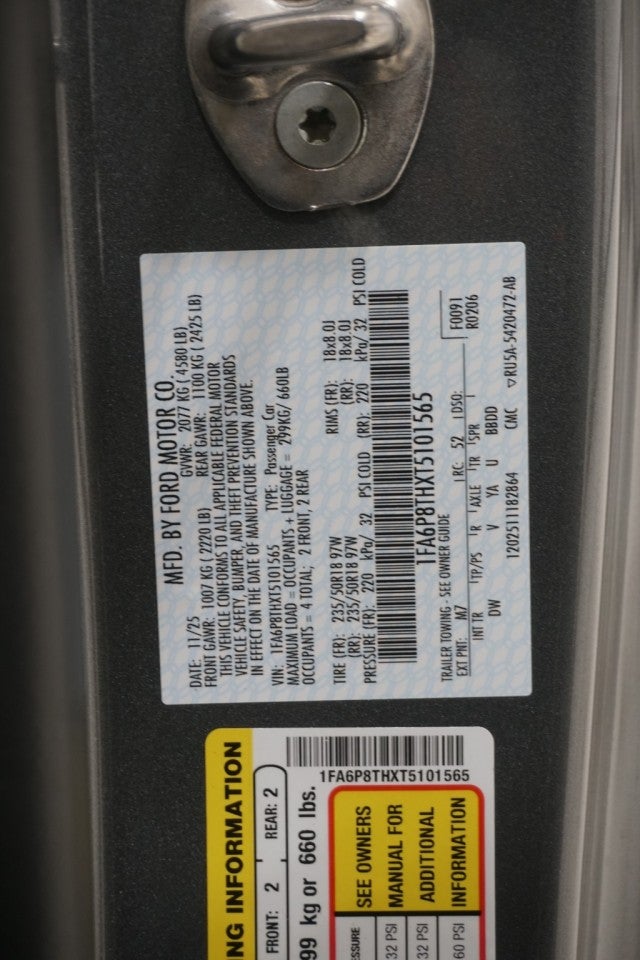 MFD. BY FORD MOTOR CO.
DATE: 11/25 GVWR: 2077 KG ( 4580 LB)
FRONT GAWR: 1007 KG ( 2220 LB) REAR GAWR: 1100 KG ( 2425 LB)
THIS VEHICLE CONFORMS TO ALL APPLICABLE FEDERAL MOTOR
VEHICLE SAFETY, BUMPER, AND THEFT PREVENTION STANDARDS
IN EFFECT ON THE DATE OF MANUFACTURE SHOWN ABOVE.
VIN: 1FA6P8THXT5101565 TYPE: Passenger Car
MAXIMUM LOAD = OCCUPANTS + LUGGAGE = 299KG/ 660LB
OCCUPANTS = 4 TOTAL; 2 FRONT, 2 REAR
TIRE (FR): 235/50R18 97W RIMS (FR): 18x8.0J
(RR): 235/50R18 97W (RR): 18x8.0J
PRESSURE (FR): 220 kPa/ 32 PSI COLD (RR): 220 kPa/ 32 PSI COLD
1FA6P8THXT5101565
TRAILER TOWING - SEE OWNER GUIDE
EXT PNT: M7 RC: 52 DSO: F0091
R0206
INT TR TP/PS R AXLE TR SPR
DW V YA U BBDD
1202511182864 CMC ▽RU5A-5420472-AB
1FA6P8THXT5101565
NG INFORMATION
FRONT: 2 REAR: 2
99 kg or 660 lbs.
SEE OWNERS
MANUAL FOR
ADDITIONAL
INFORMATION
ESSURE
32 PSI
32 PSI
60 PSI